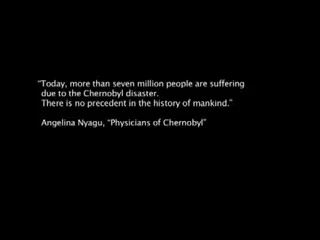 “Today, more than seven million people are suffering
due to the Chernobyl disaster.
There is no precedent in the history of mankind.”
Angelina Nyagu, “Physicians of Chernobyl”